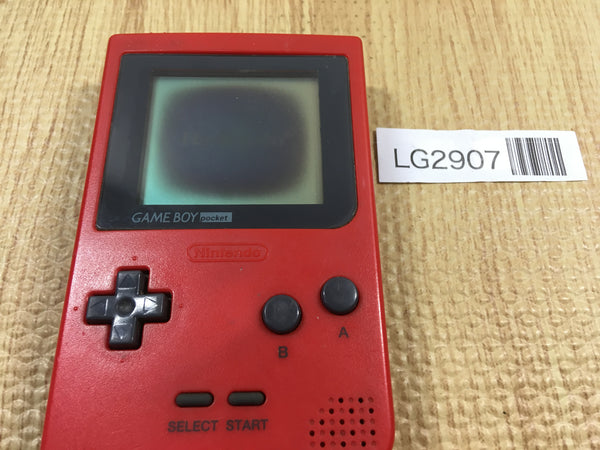 LG2907
GAME BOY pocket
Nintendo
B A
SELECT START